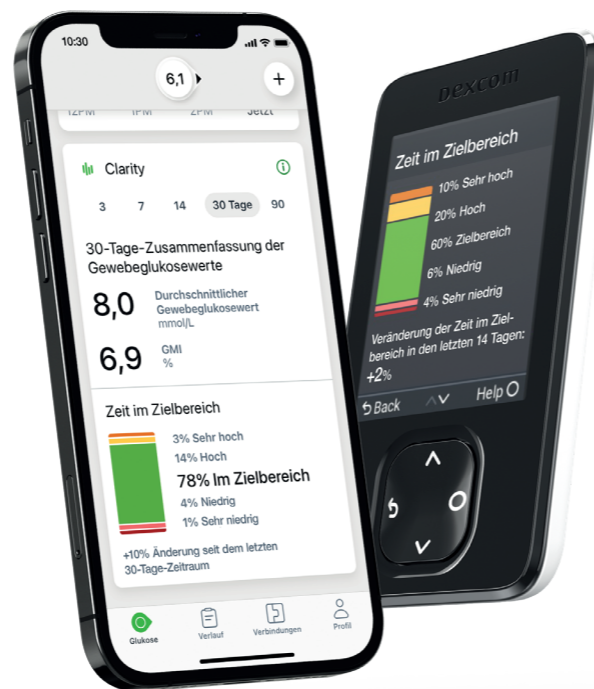 10:30
6,1
+
12PM 1PM 2PM Jetzt
Clarity
3 7 14 30 Tage 90
30-Tage-Zusammenfassung der
Gewebeglukosewerte
8,0
Durchschnittlicher
Gewebeglukosewert
mmol/L
6,9
GMI
%
Zeit im Zielbereich
3% Sehr hoch
14% Hoch
78% Im Zielbereich
4% Niedrig
1% Sehr niedrig
+10% Änderung seit dem letzten
30-Tage-Zeitraum
Glukose Verlauf Verbindungen Profil
Dexcom
Zeit im Zielbereich
10% Sehr hoch
20% Hoch
60% Zielbereich
6% Niedrig
4% Sehr niedrig
Veränderung der Zeit im Ziel-
bereich in den letzten 14 Tagen:
+2%
Back Help